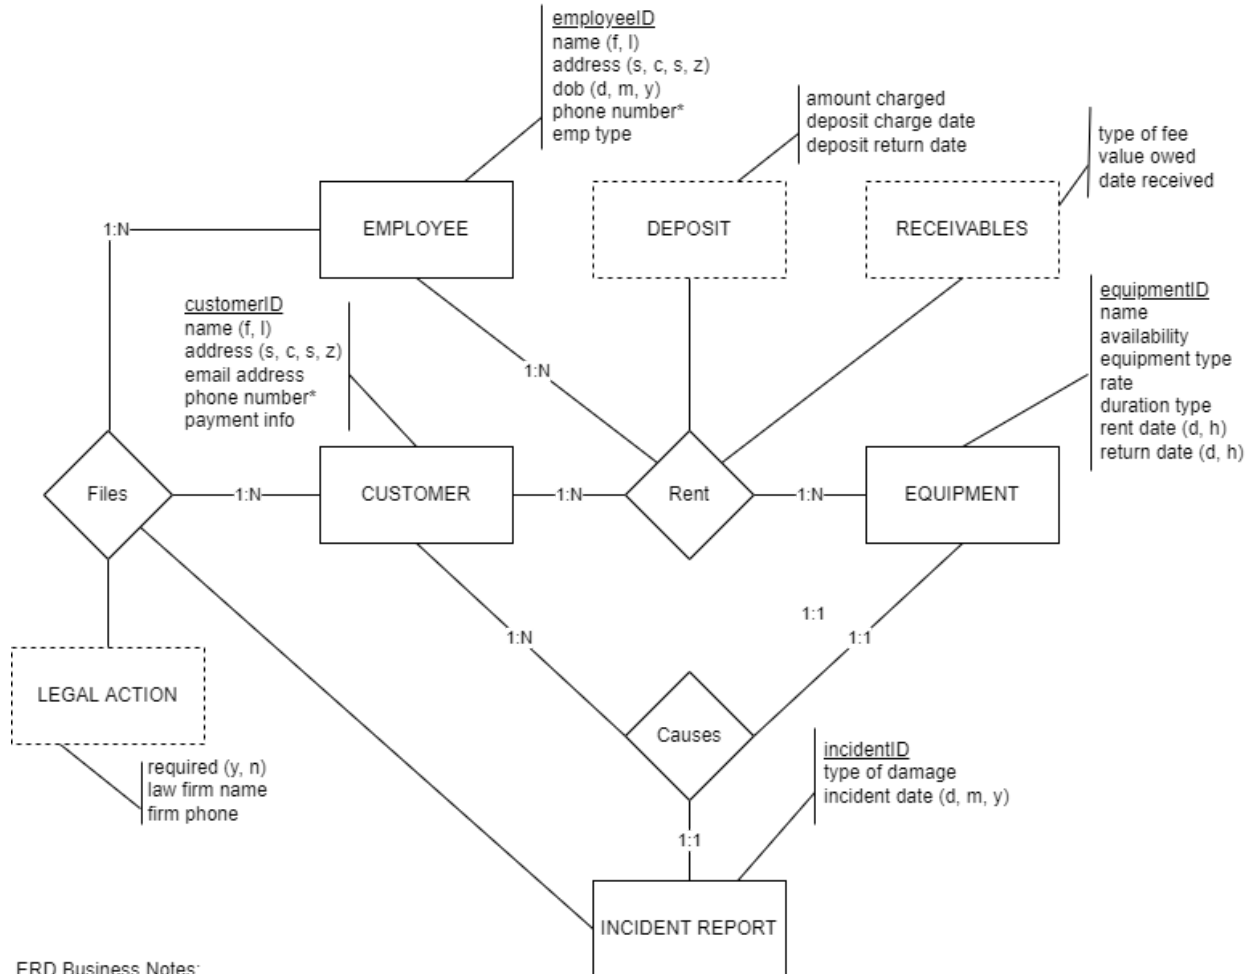 employeeID
name (f, l)
address (s, c, s, z)
dob (d, m, y)
phone number*
emp type
amount charged
deposit charge date
deposit return date
type of fee
value owed
date received
1:N
EMPLOYEE
DEPOSIT
RECEIVABLES
customerID
name (f, l)
address (s, c, s, z)
email address
phone number*
payment info
1:N
equipmentID
name
availability
equipment type
rate
duration type
rent date (d, h)
return date (d, h)
Files
1:N
CUSTOMER
1:N
Rent
1:N
EQUIPMENT
1:N
1:1
1:1
LEGAL ACTION
required (y, n)
law firm name
firm phone
Causes
incidentID
type of damage
incident date (d, m, y)
1:1
INCIDENT REPORT
ERD Business Notes: